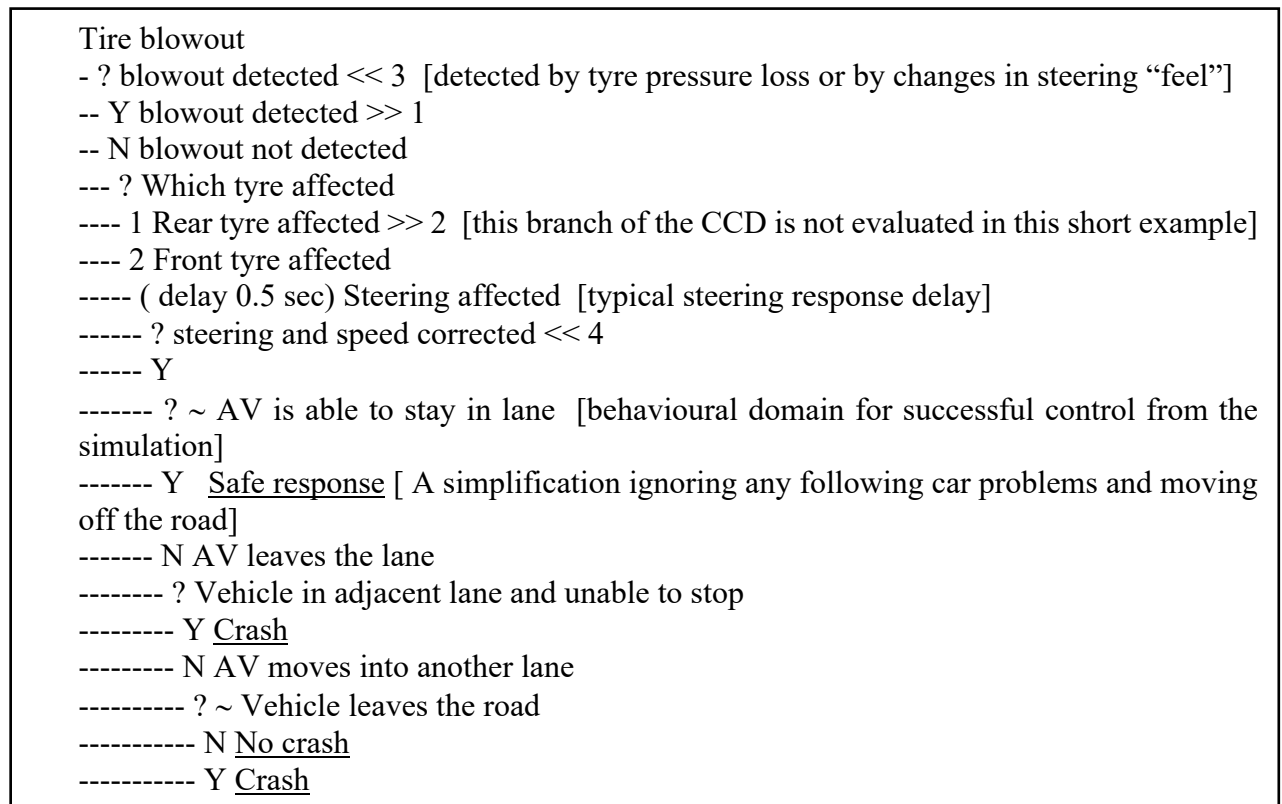 Tire blowout
- ? blowout detected << 3 [detected by tyre pressure loss or by changes in steering “feel”]
-- Y blowout detected >> 1
-- N blowout not detected
--- ? Which tyre affected
---- 1 Rear tyre affected >> 2 [this branch of the CCD is not evaluated in this short example]
---- 2 Front tyre affected
----- ( delay 0.5 sec) Steering affected [typical steering response delay]
------ ? steering and speed corrected << 4
------ Y
------- ? ~ AV is able to stay in lane [behavioural domain for successful control from the
simulation]
------- Y Safe response [ A simplification ignoring any following car problems and moving
off the road]
------- N AV leaves the lane
-------- ? Vehicle in adjacent lane and unable to stop
--------- Y Crash
--------- N AV moves into another lane
---------- ? ~ Vehicle leaves the road
----------- N No crash
----------- Y Crash